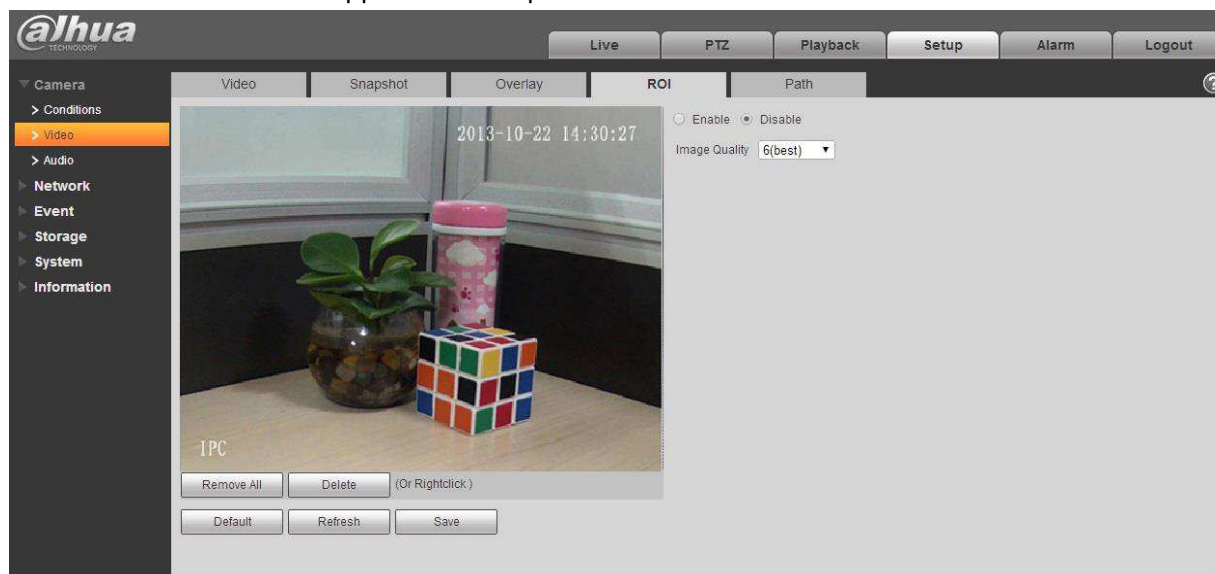 alhua
TECHNOLOGY
Live PTZ Playback Setup Alarm Logout
Camera
Conditions
Video
Audio
Network
Event
Storage
System
Information
Video Snapshot Overlay ROI Path
2013-10-22 14:30:27
IPC
Enable Disable
Image Quality 6(best)
Remove All Delete (Or Rightclick )
Default Refresh Save